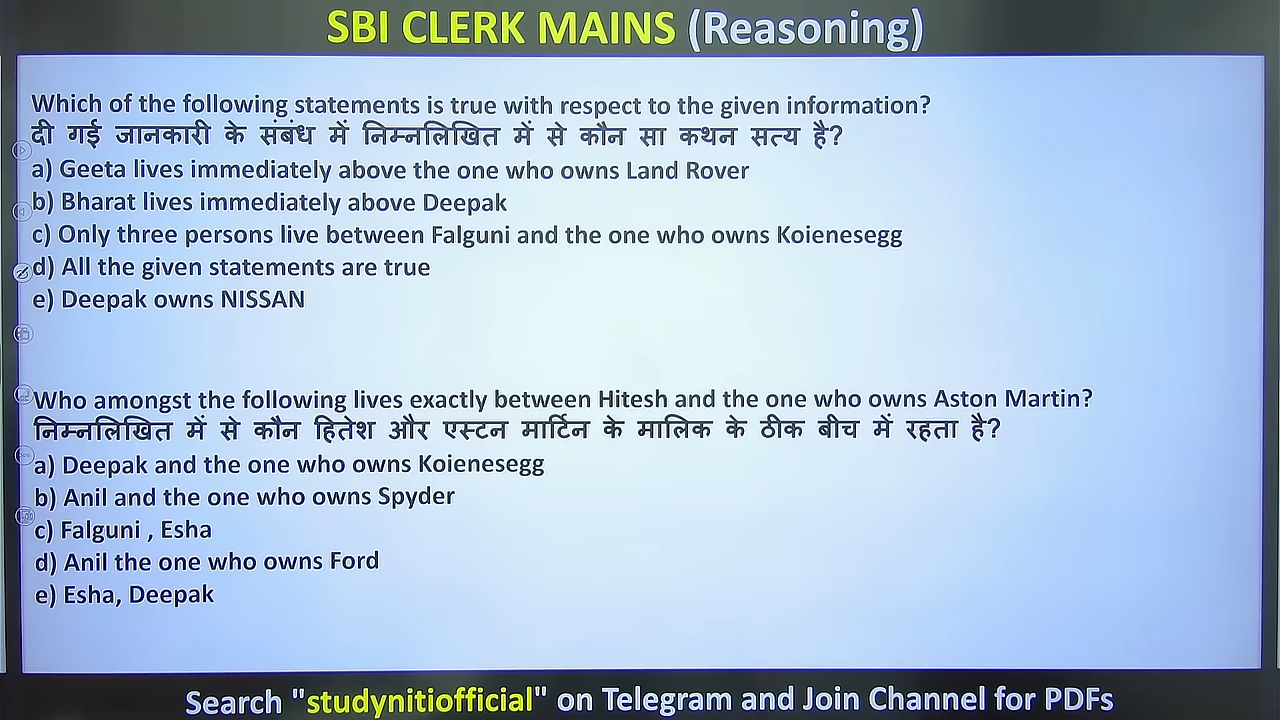 SBI CLERK MAINS (Reasoning)
Which of the following statements is true with respect to the given information?
दी गई जानकारी के संबंध में निम्नलिखित में से कौन सा कथन सत्य है?
a) Geeta lives immediately above the one who owns Land Rover
b) Bharat lives immediately above Deepak
c) Only three persons live between Falguni and the one who owns Koienesegg
d) All the given statements are true
e) Deepak owns NISSAN
Who amongst the following lives exactly between Hitesh and the one who owns Aston Martin?
निम्नलिखित में से कौन हितेश और एस्टन मार्टिन के मालिक के ठीक बीच में रहता है?
a) Deepak and the one who owns Koienesegg
b) Anil and the one who owns Spyder
c) Falguni , Esha
d) Anil the one who owns Ford
e) Esha, Deepak
Search "studynitiofficial" on Telegram and Join Channel for PDFs